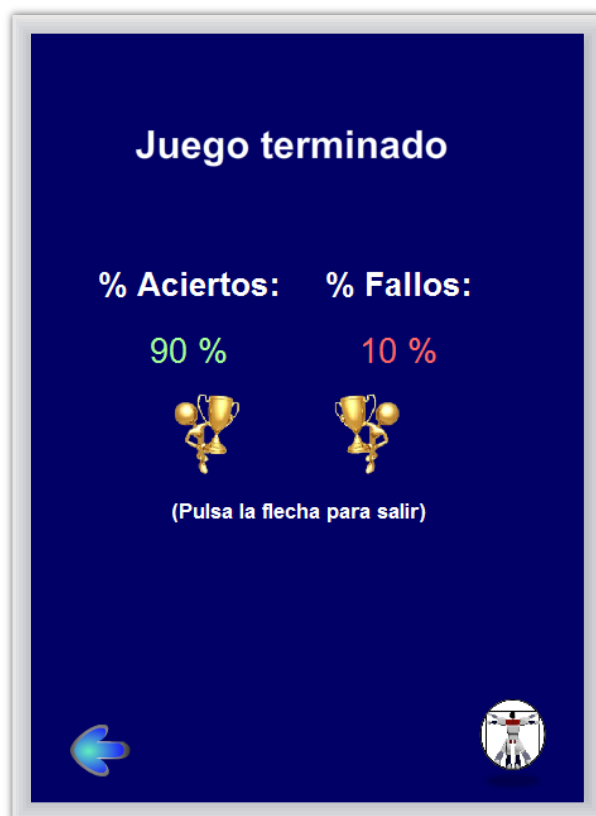 Juego terminado
% Aciertos: % Fallos:
90 % 10 %
(Pulsa la flecha para salir)